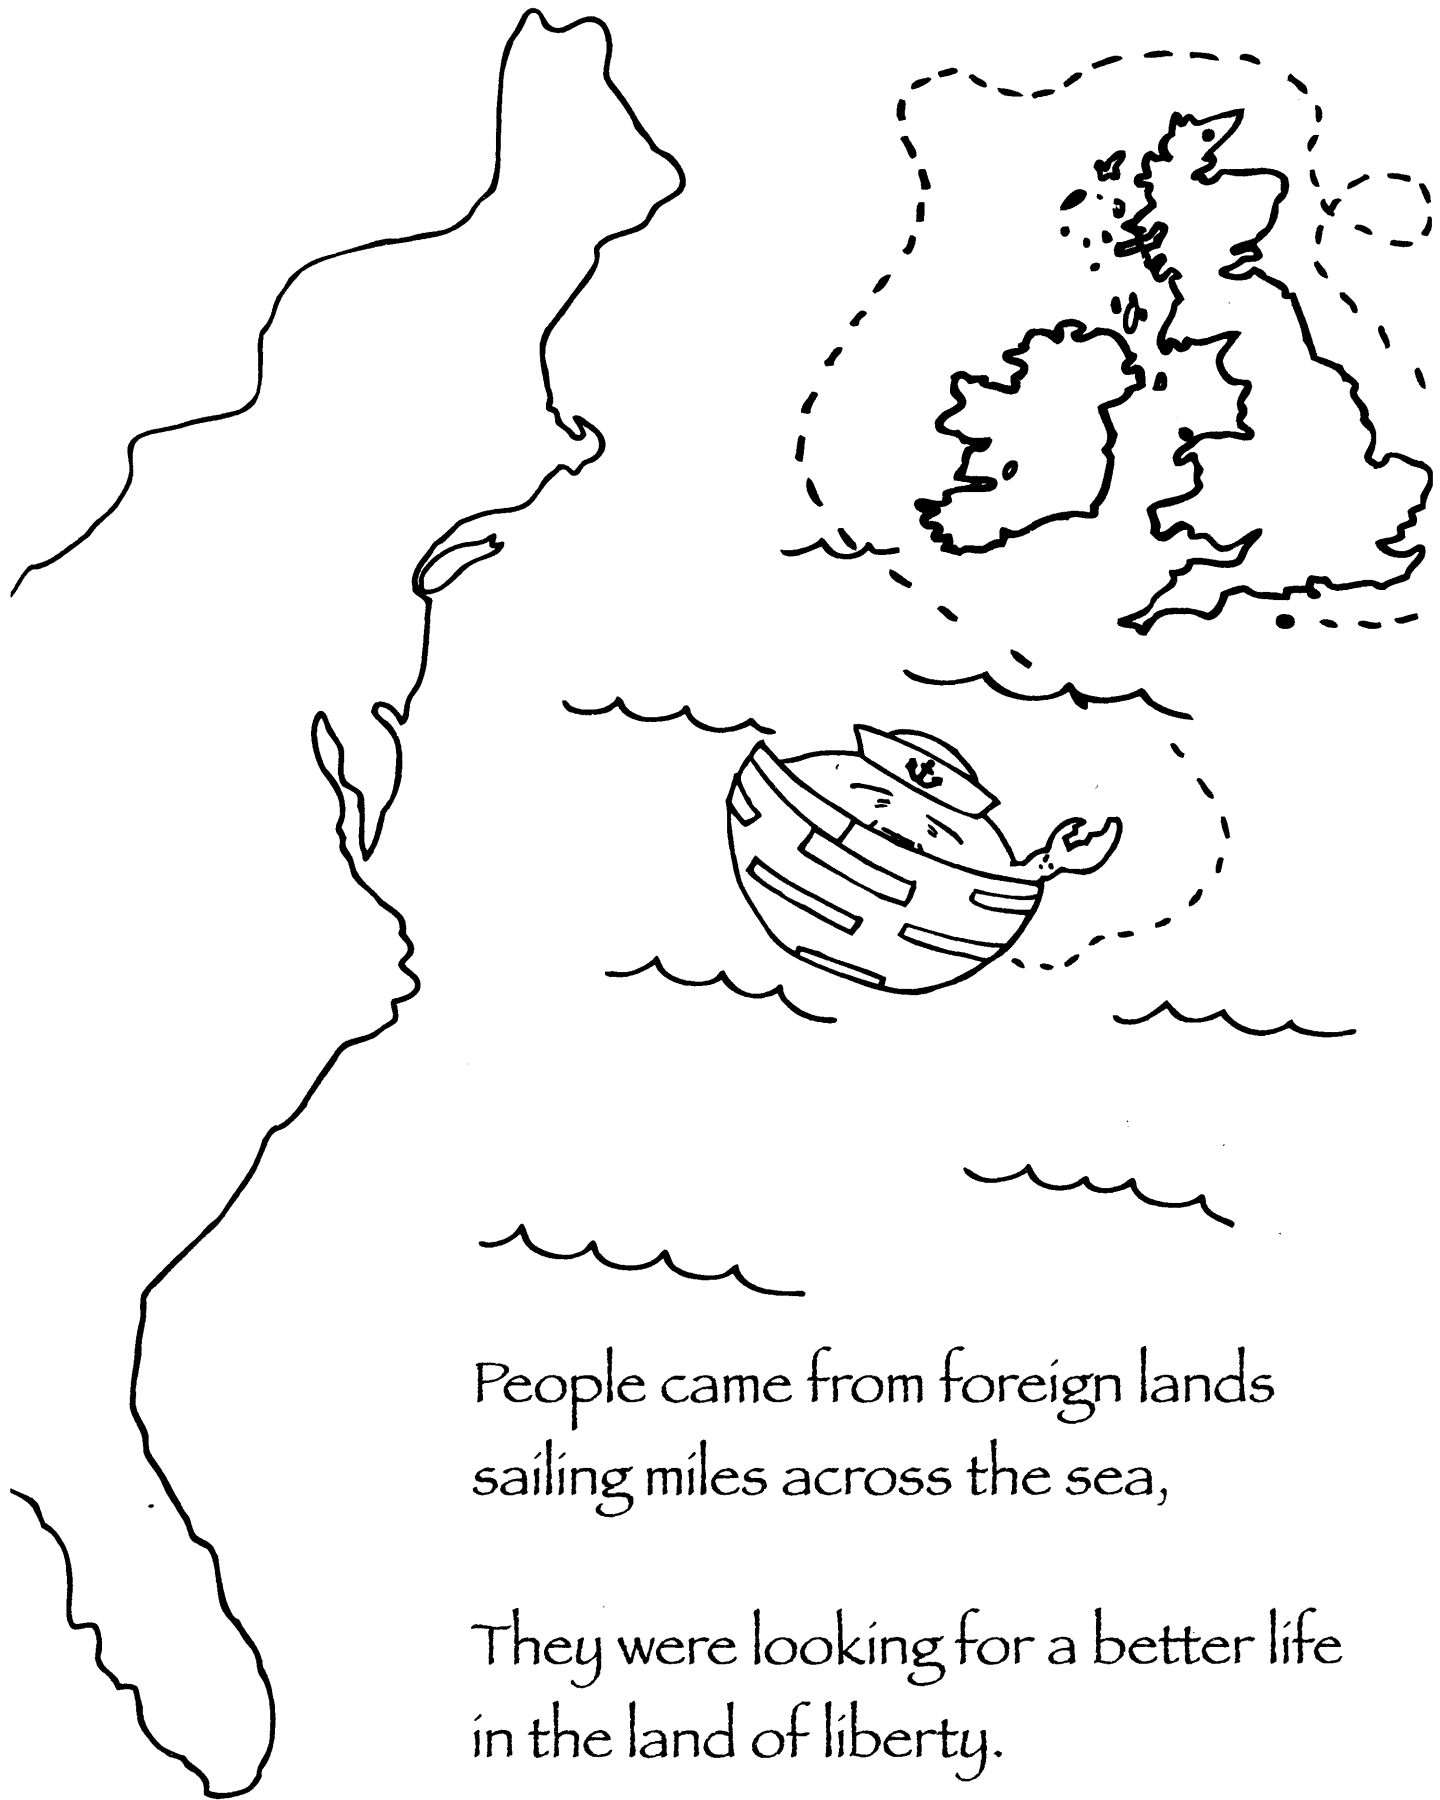 People came from foreign lands
sailing miles across the sea,
They were looking for a better life
in the land of liberty.